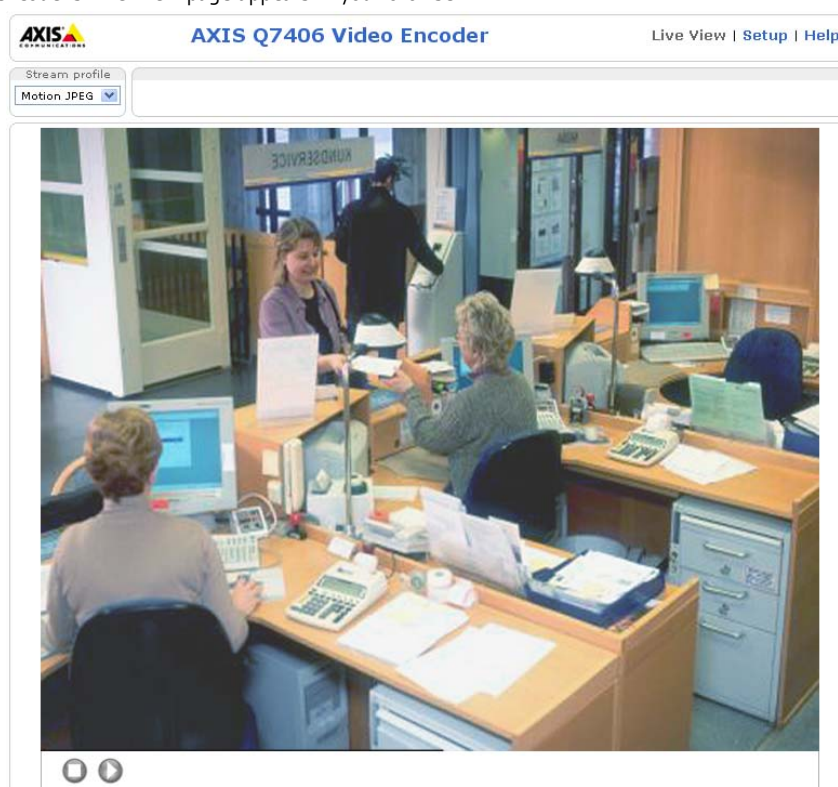 AXIS
COMMUNICATIONS
AXIS Q7406 Video Encoder
Live View | Setup | Help
Stream profile
Motion JPEG
KUNDSERVICE